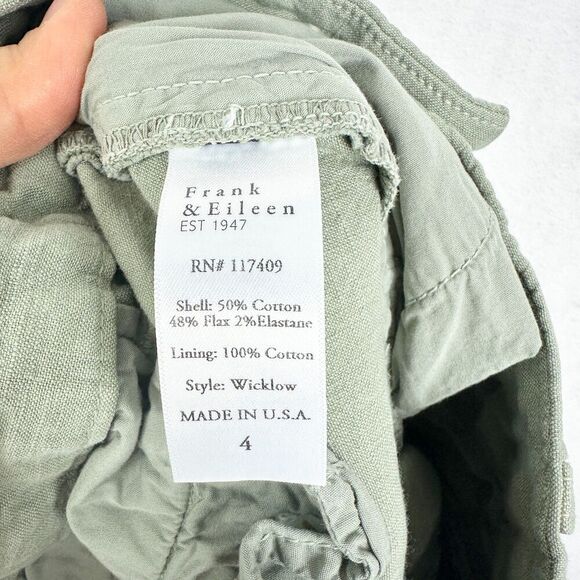 Frank
& Eileen
EST 1947
RN# 117409
Shell: 50% Cotton
48% Flax 2%Elastane
Lining: 100% Cotton
Style: Wicklow
MADE IN U.S.A.
4